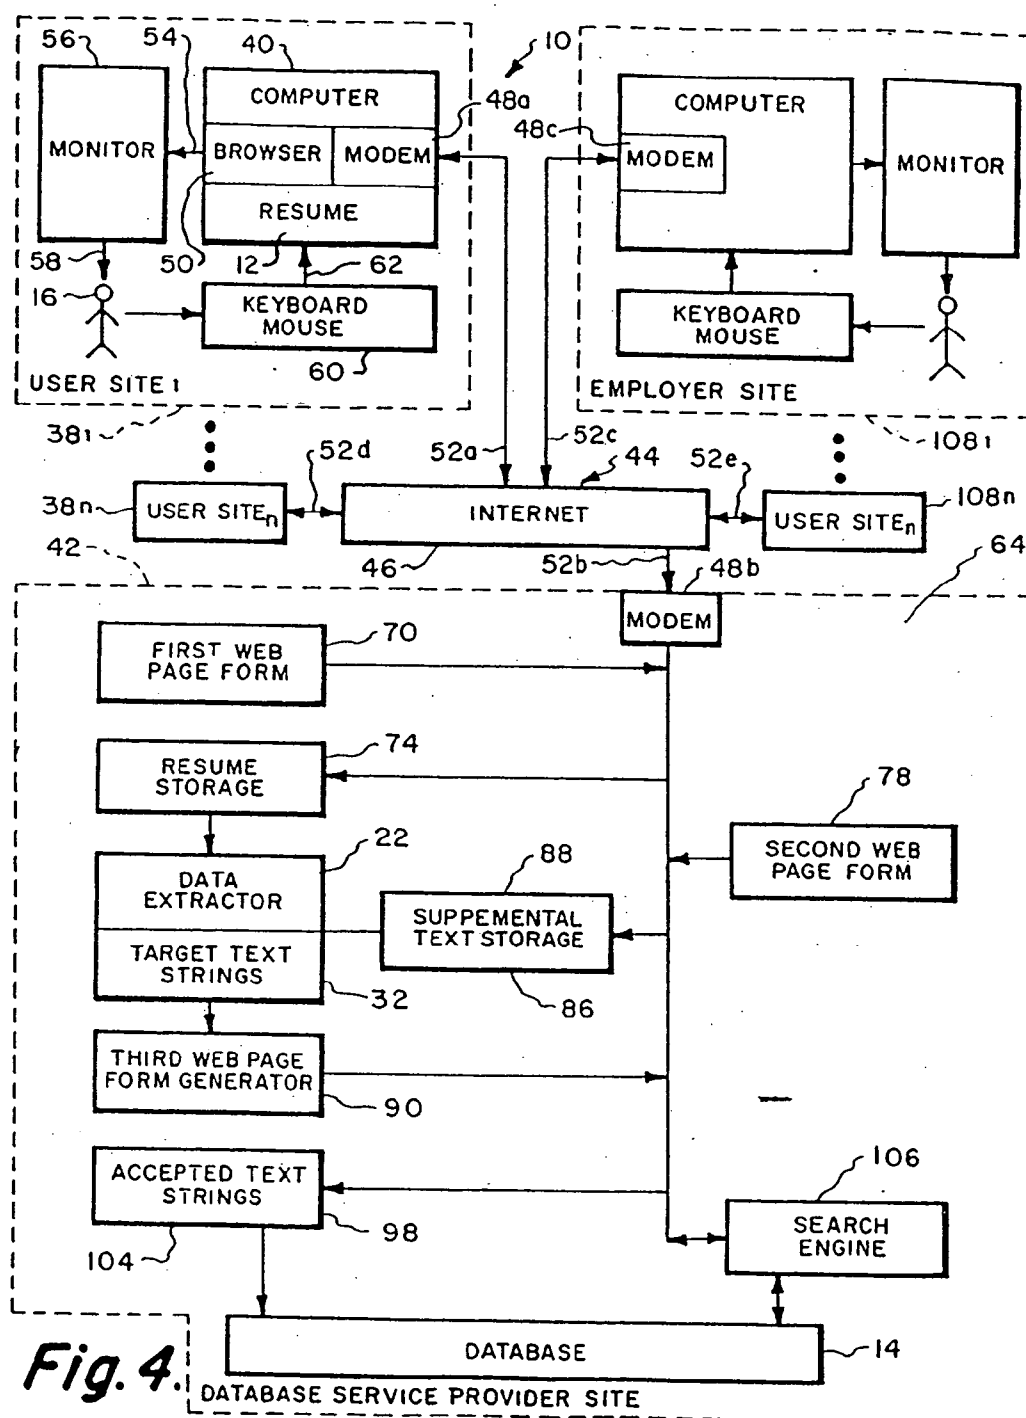 56
54
40
10
COMPUTER
48a
MONITOR
BROWSER
MODEM
RESUME
58
50
12
62
16
KEYBOARD
MOUSE
60
USER SITE 1
38₁
COMPUTER
48c
MODEM
MONITOR
KEYBOARD
MOUSE
EMPLOYER SITE
108₁
52d
52a
52c
44
52e
38n
USER SITEₙ
INTERNET
USER SITEₙ
108n
42
46
52b
48b
64
MODEM
70
FIRST WEB
PAGE FORM
74
RESUME
STORAGE
78
SECOND WEB
PAGE FORM
22
DATA
EXTRACTOR
88
SUPPEMENTAL
TEXT STORAGE
86
TARGET TEXT
STRINGS
32
THIRD WEB PAGE
FORM GENERATOR
90
ACCEPTED TEXT
STRINGS
98
104
106
SEARCH
ENGINE
DATABASE
14
Fig. 4.
DATABASE SERVICE PROVIDER SITE